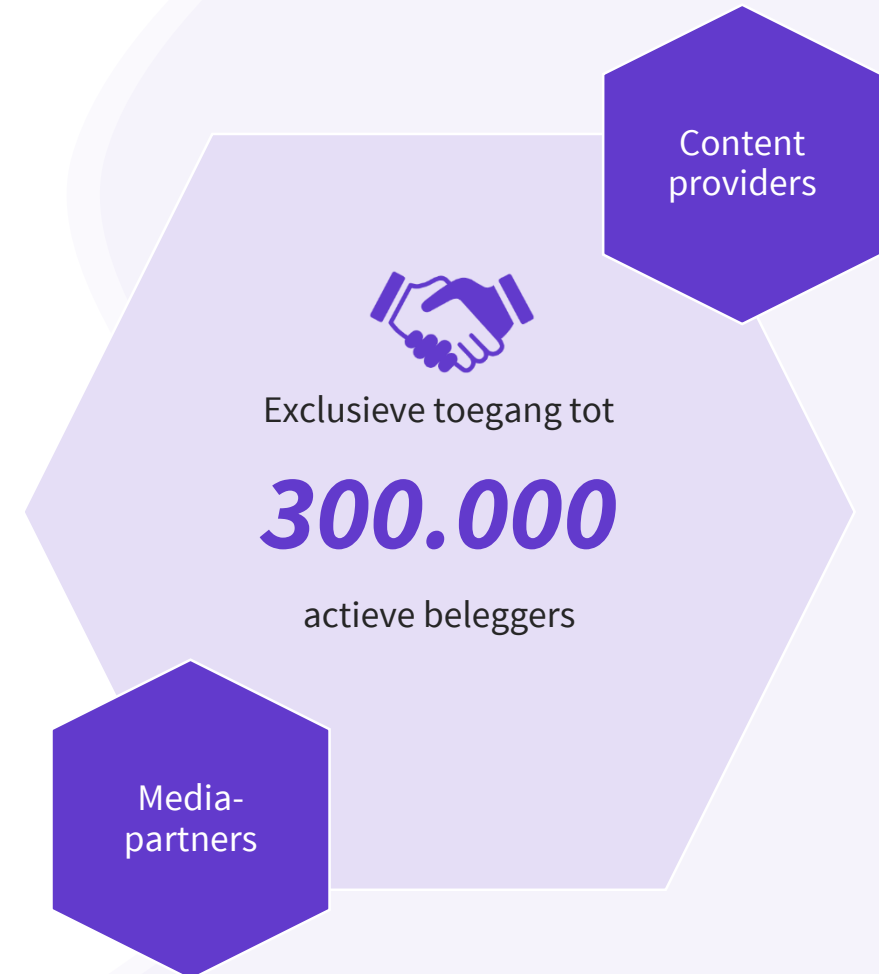 Content
providers
Exclusieve toegang tot
300.000
actieve beleggers
Media-
partners